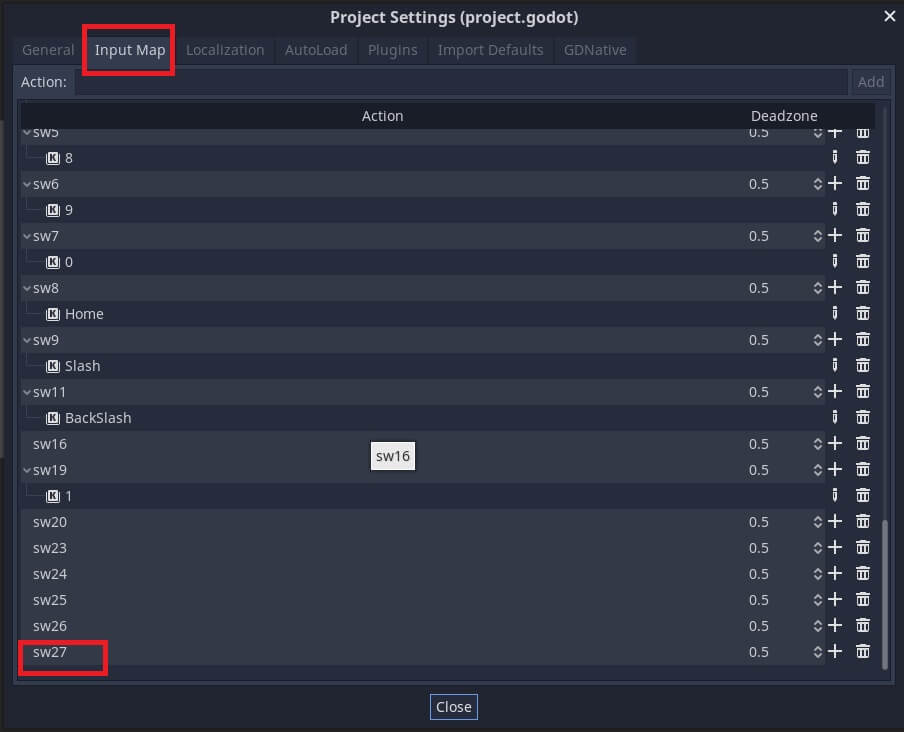 Project Settings (project.godot)
General Input Map Localization AutoLoad Plugins Import Defaults GDNative
Action: Add
Action Deadzone
sw5 0.5
K 8
sw6 0.5
K 9
sw7 0.5
K 0
sw8 0.5
K Home
sw9 0.5
K Slash
sw11 0.5
K BackSlash
sw16 0.5
sw16
sw19 0.5
K 1
sw20 0.5
sw23 0.5
sw24 0.5
sw25 0.5
sw26 0.5
sw27 0.5
Close